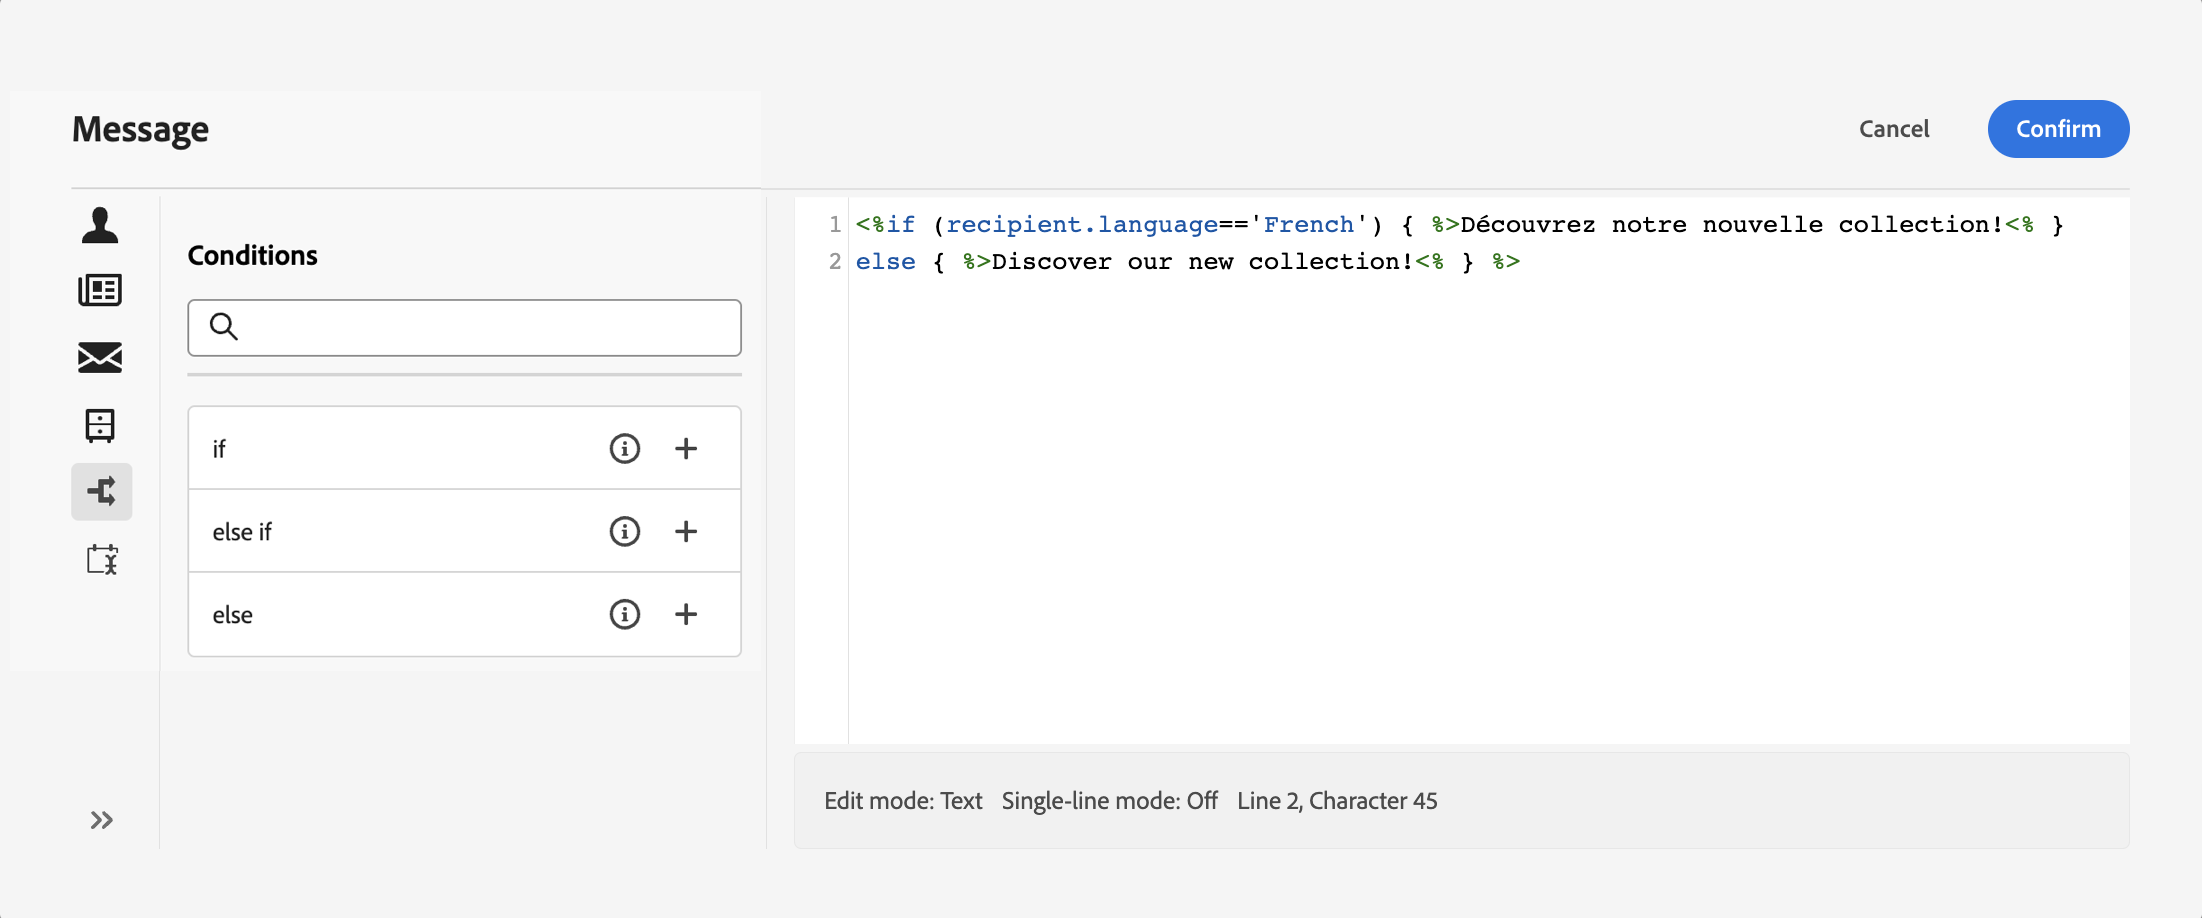 Message
Cancel
Confirm
Conditions
if
else if
else
1 <%if (recipient.language=='French') { %>Découvrez notre nouvelle collection!<% }
2 else { %>Discover our new collection!<% } %>
Edit mode: Text Single-line mode: Off Line 2, Character 45